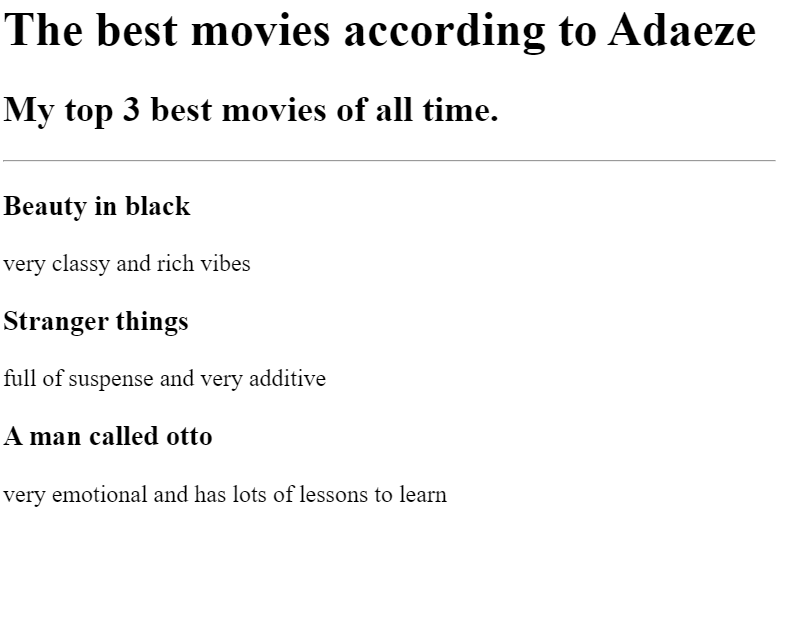 The best movies according to Adaeze
My top 3 best movies of all time.
Beauty in black
very classy and rich vibes
Stranger things
full of suspense and very additive
A man called otto
very emotional and has lots of lessons to learn